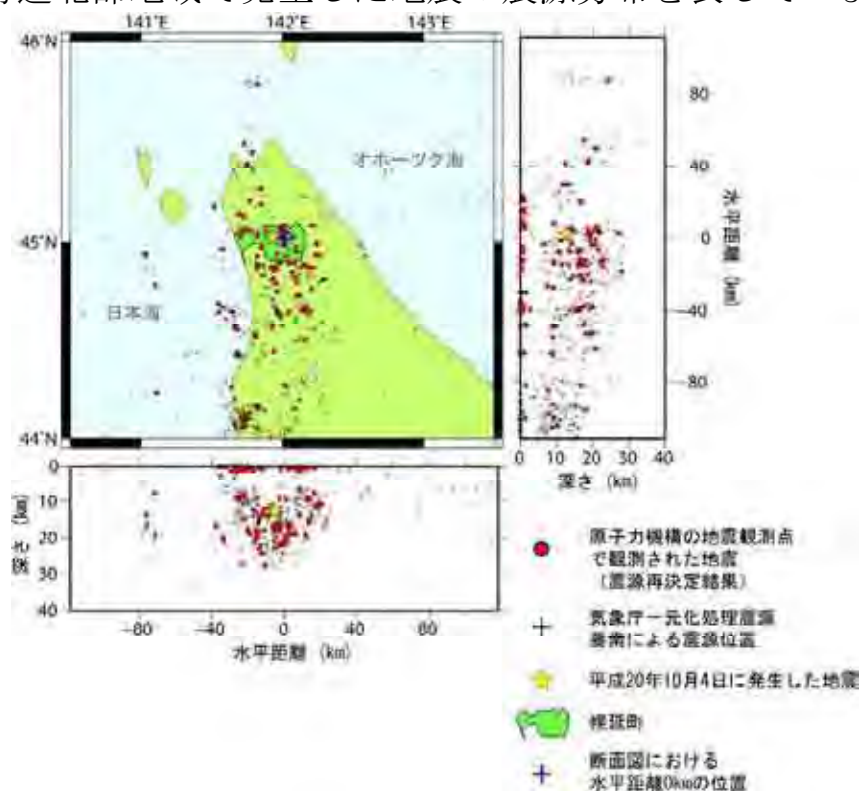 141°E 142°E 143°E
46°N
オホーツク海
45°N
日本海
44°N
80
40
0
-40
-80
水平距離 (km)
0 10 20 30 40
深さ (km)
0
10
20
30
40
深さ (km)
-80 -40 0 40 80
水平距離 (km)
原子力機構の地震観測点
で観測された地震
(震源再決定結果)
気象庁一元化処理震源
による震源位置
平成20年10月4日に発生した地震
幌延町
断面図における
水平距離0kmの位置